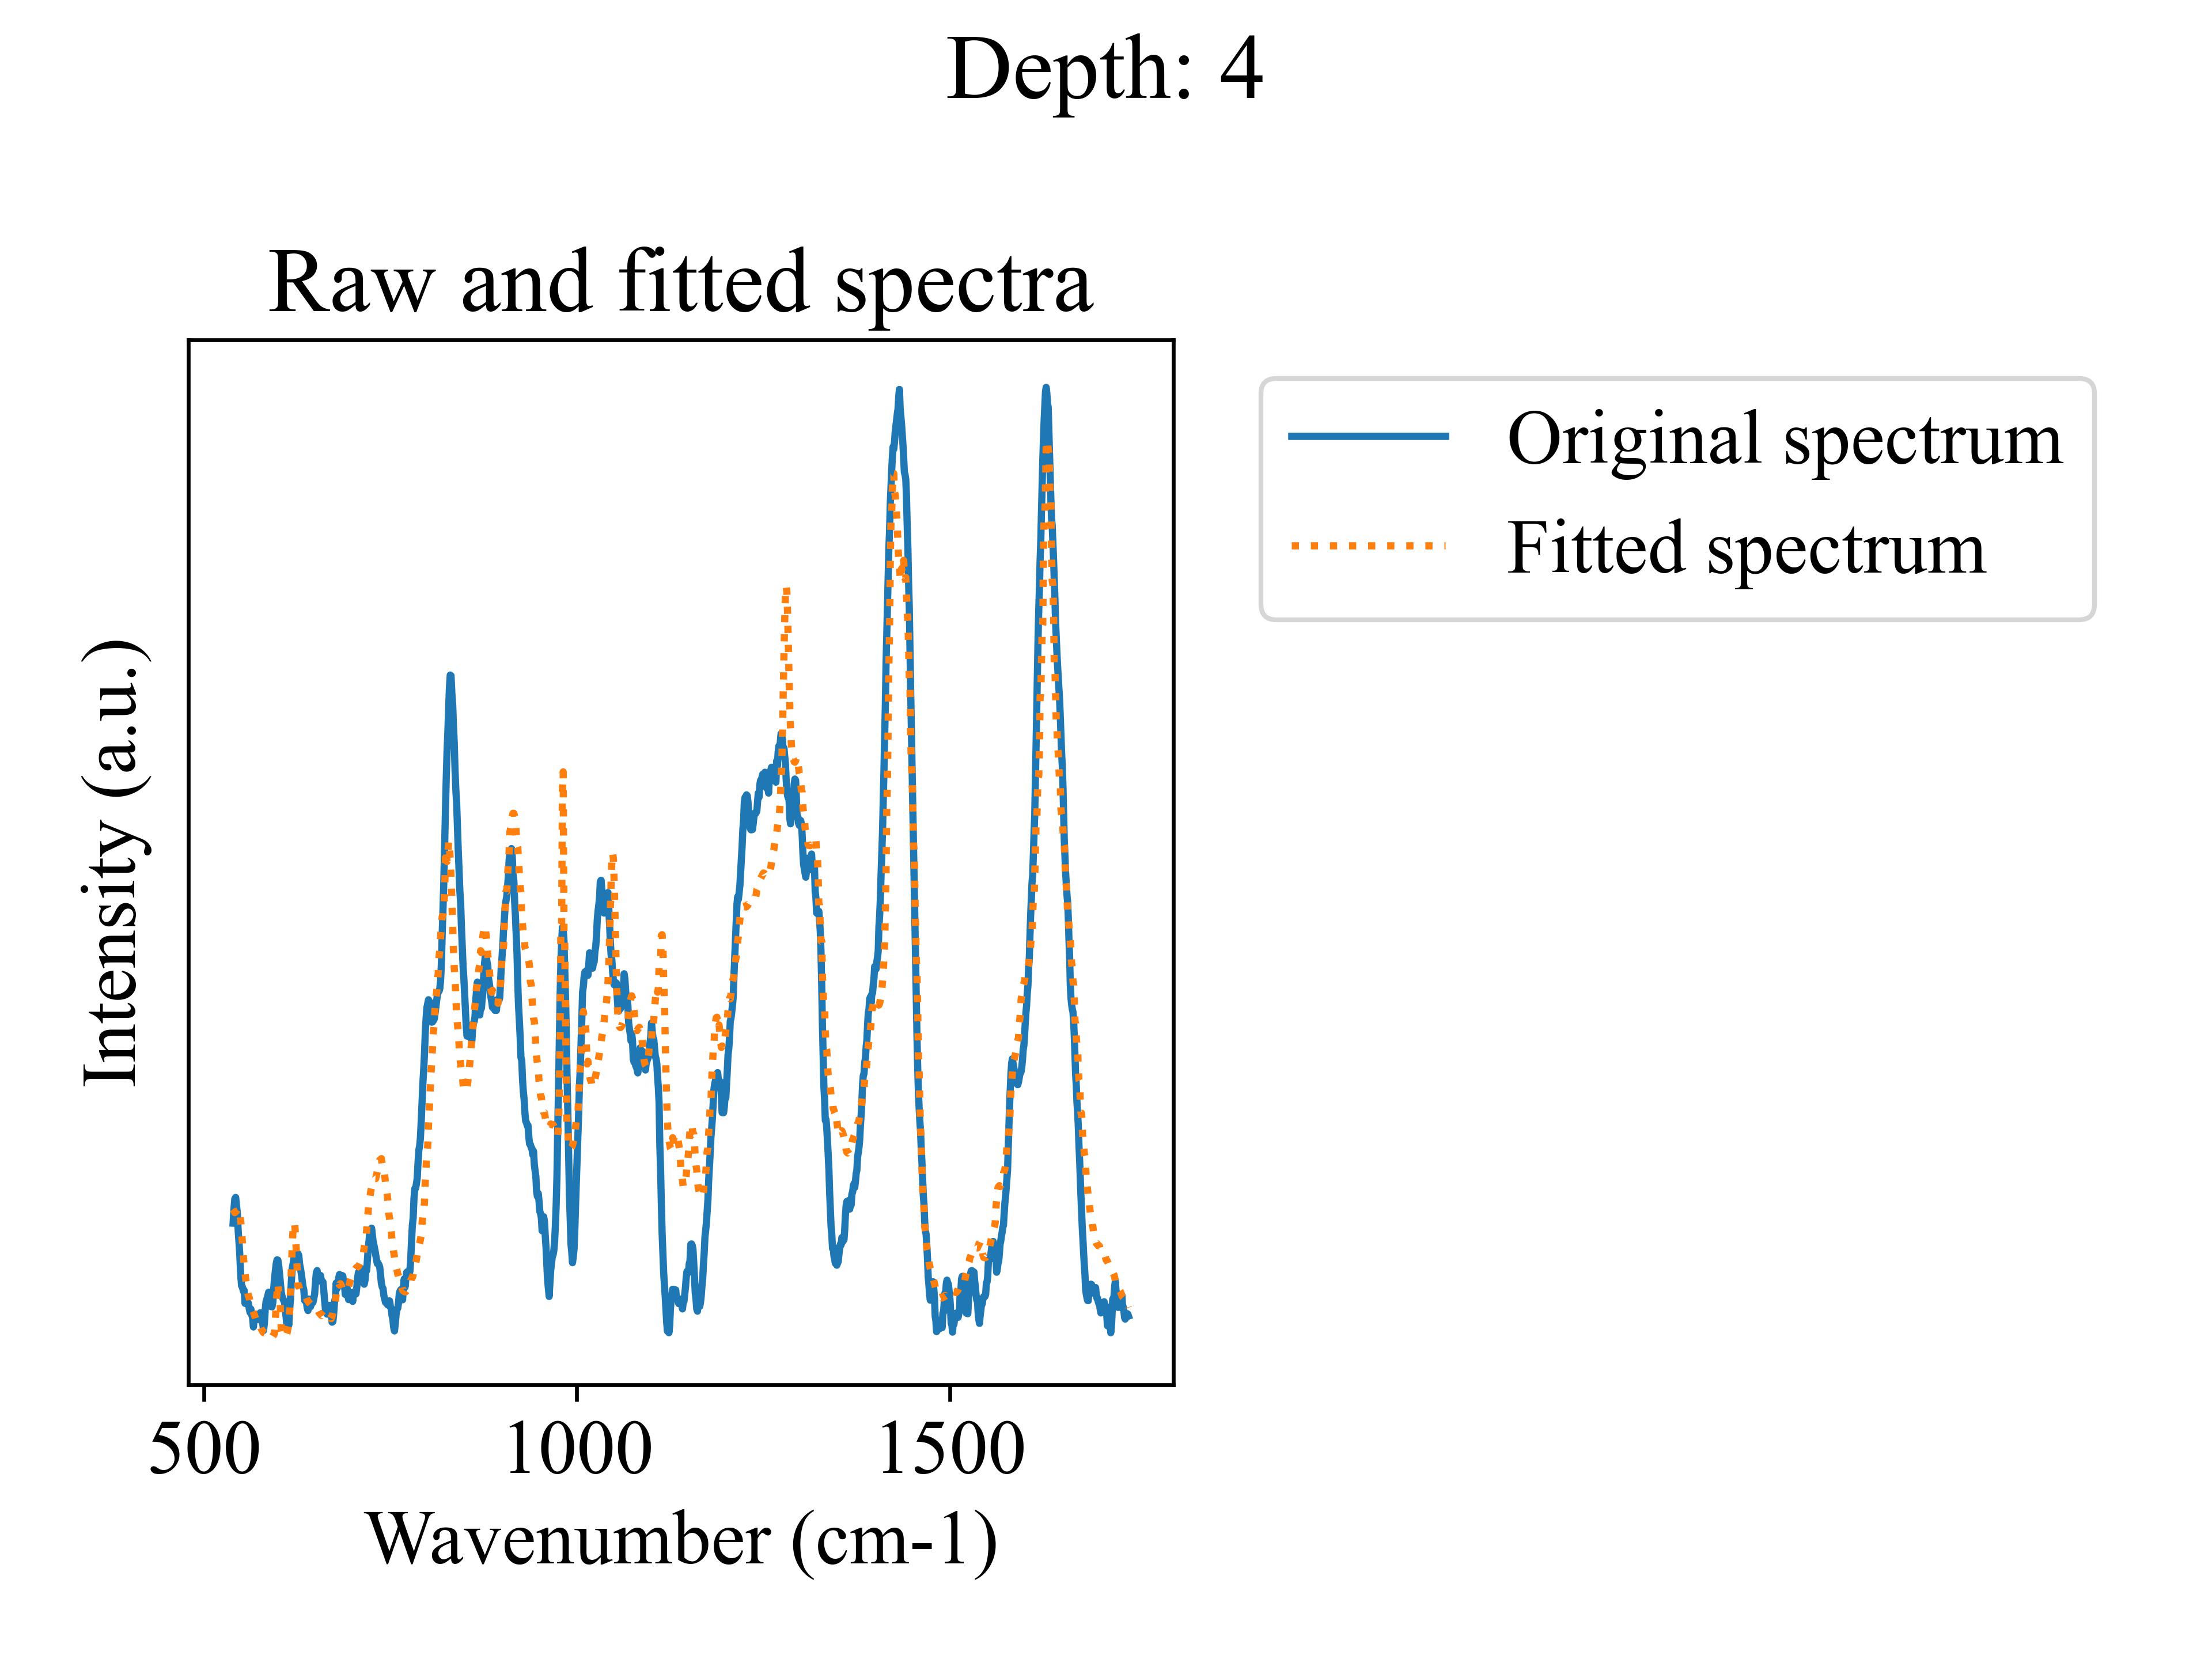 Depth: 4
Raw and fitted spectra
Original spectrum
Fitted spectrum
Intensity (a.u.)
500 1000 1500
Wavenumber (cm-1)